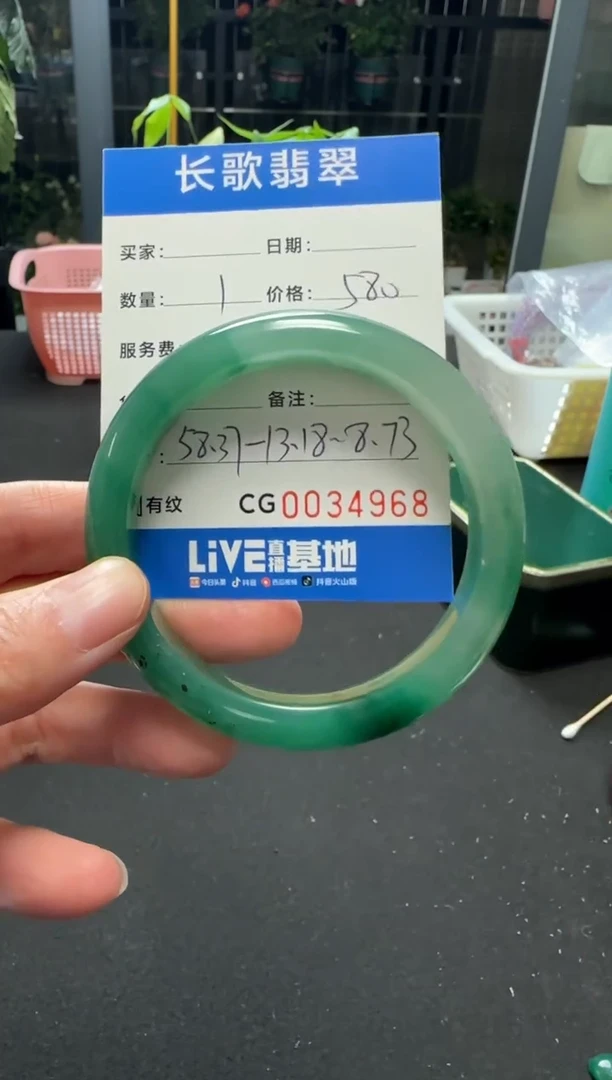 长歌翡翠
买家: 日期:
数量: 1 价格: 580
服务费
备注:
: 58.37-13.18-8.73
有纹 CG0034968
LiVE直播基地
今日头条 抖音 西瓜视频 抖音火山版